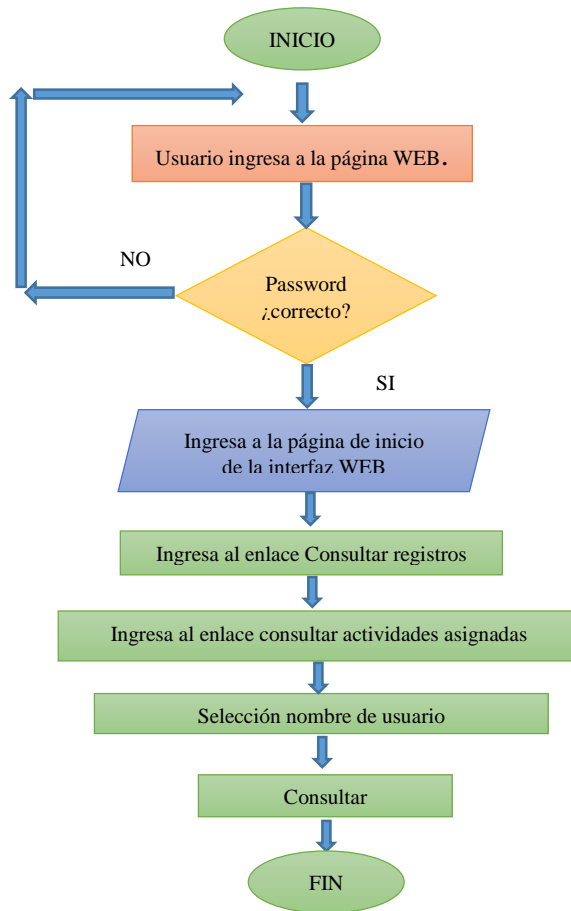 INICIO
Usuario ingresa a la página WEB.
NO
Password
¿correcto?
SI
Ingresa a la página de inicio
de la interfaz WEB
Ingresa al enlace Consultar registros
Ingresa al enlace consultar actividades asignadas
Selección nombre de usuario
Consultar
FIN